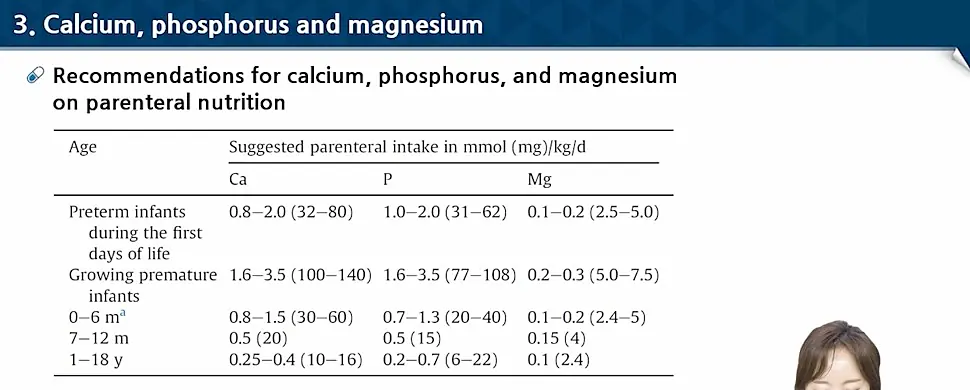 3. Calcium, phosphorus and magnesium
Recommendations for calcium, phosphorus, and magnesium
on parenteral nutrition
Age Suggested parenteral intake in mmol (mg)/kg/d
Ca P Mg
Preterm infants 0.8–2.0 (32–80) 1.0–2.0 (31–62) 0.1–0.2 (2.5–5.0)
during the first
days of life
Growing premature 1.6–3.5 (100–140) 1.6–3.5 (77–108) 0.2–0.3 (5.0–7.5)
infants
0–6 mᵃ 0.8–1.5 (30–60) 0.7–1.3 (20–40) 0.1–0.2 (2.4–5)
7–12 m 0.5 (20) 0.5 (15) 0.15 (4)
1–18 y 0.25–0.4 (10–16) 0.2–0.7 (6–22) 0.1 (2.4)